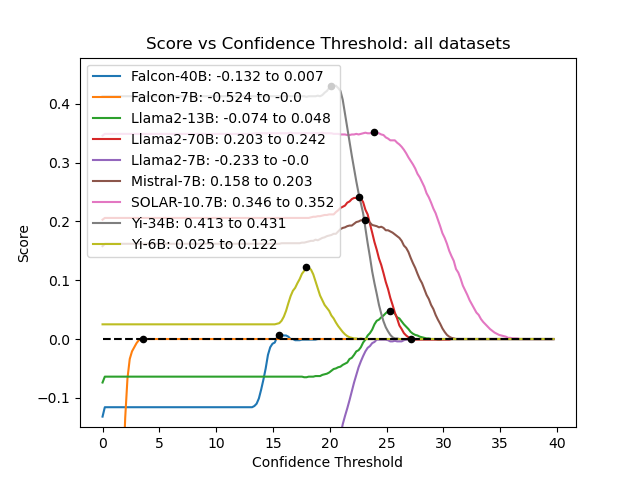 Score vs Confidence Threshold: all datasets
Falcon-40B: -0.132 to 0.007
Falcon-7B: -0.524 to -0.0
Llama2-13B: -0.074 to 0.048
Llama2-70B: 0.203 to 0.242
Llama2-7B: -0.233 to -0.0
Mistral-7B: 0.158 to 0.203
SOLAR-10.7B: 0.346 to 0.352
Yi-34B: 0.413 to 0.431
Yi-6B: 0.025 to 0.122
Score
0.4
0.3
0.2
0.1
0.0
−0.1
0 5 10 15 20 25 30 35 40
Confidence Threshold